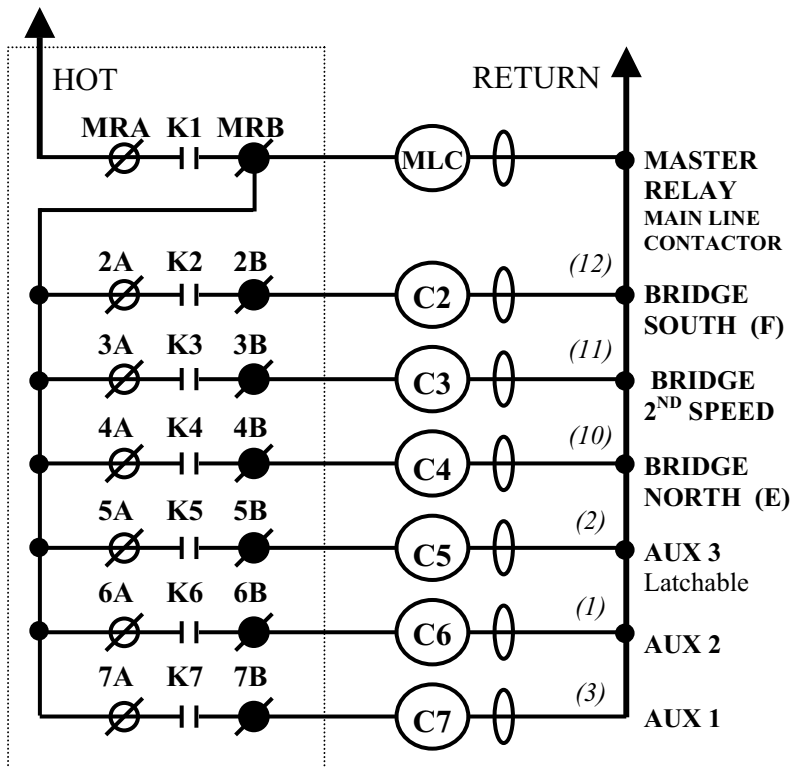 HOT
RETURN
MRA K1 MRB
MLC
MASTER
RELAY
MAIN LINE
CONTACTOR
2A K2 2B
C2
(12)
BRIDGE
SOUTH (F)
3A K3 3B
C3
(11)
BRIDGE
2ND SPEED
4A K4 4B
C4
(10)
BRIDGE
NORTH (E)
5A K5 5B
C5
(2)
AUX 3
Latchable
6A K6 6B
C6
(1)
AUX 2
7A K7 7B
C7
(3)
AUX 1